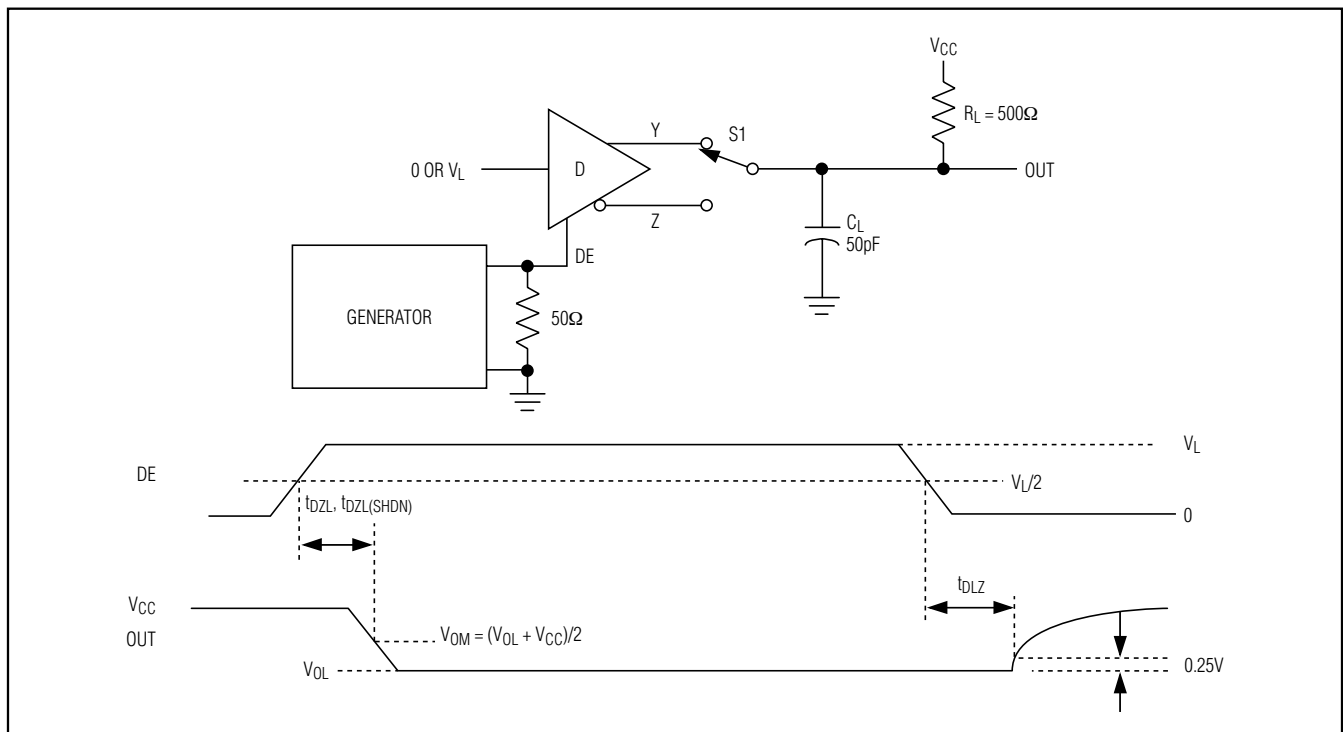 VCC
RL = 500Ω
Y
S1
0 OR VL
D
OUT
Z
CL
50pF
DE
GENERATOR
50Ω
VL
DE
VL/2
tDZL, tDZL(SHDN)
0
tDLZ
VCC
OUT
VOM = (VOL + VCC)/2
VOL
0.25V